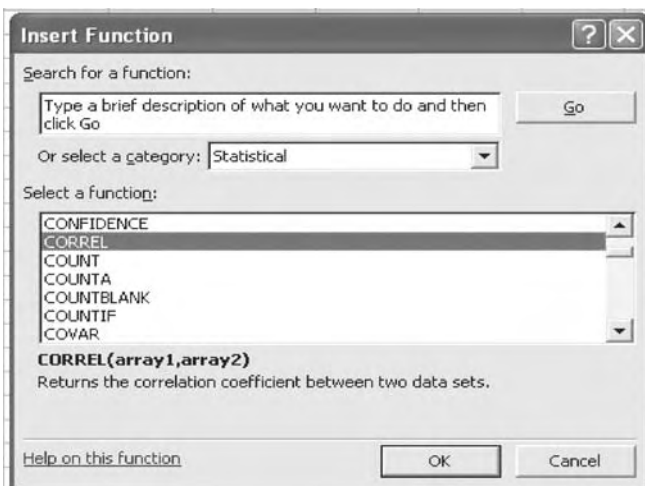 Insert Function
Search for a function:
Type a brief description of what you want to do and then
click Go
Go
Or select a category: Statistical
Select a function:
CONFIDENCE
CORREL
COUNT
COUNTA
COUNTBLANK
COUNTIF
COVAR
CORREL(array1,array2)
Returns the correlation coefficient between two data sets.
Help on this function
OK
Cancel